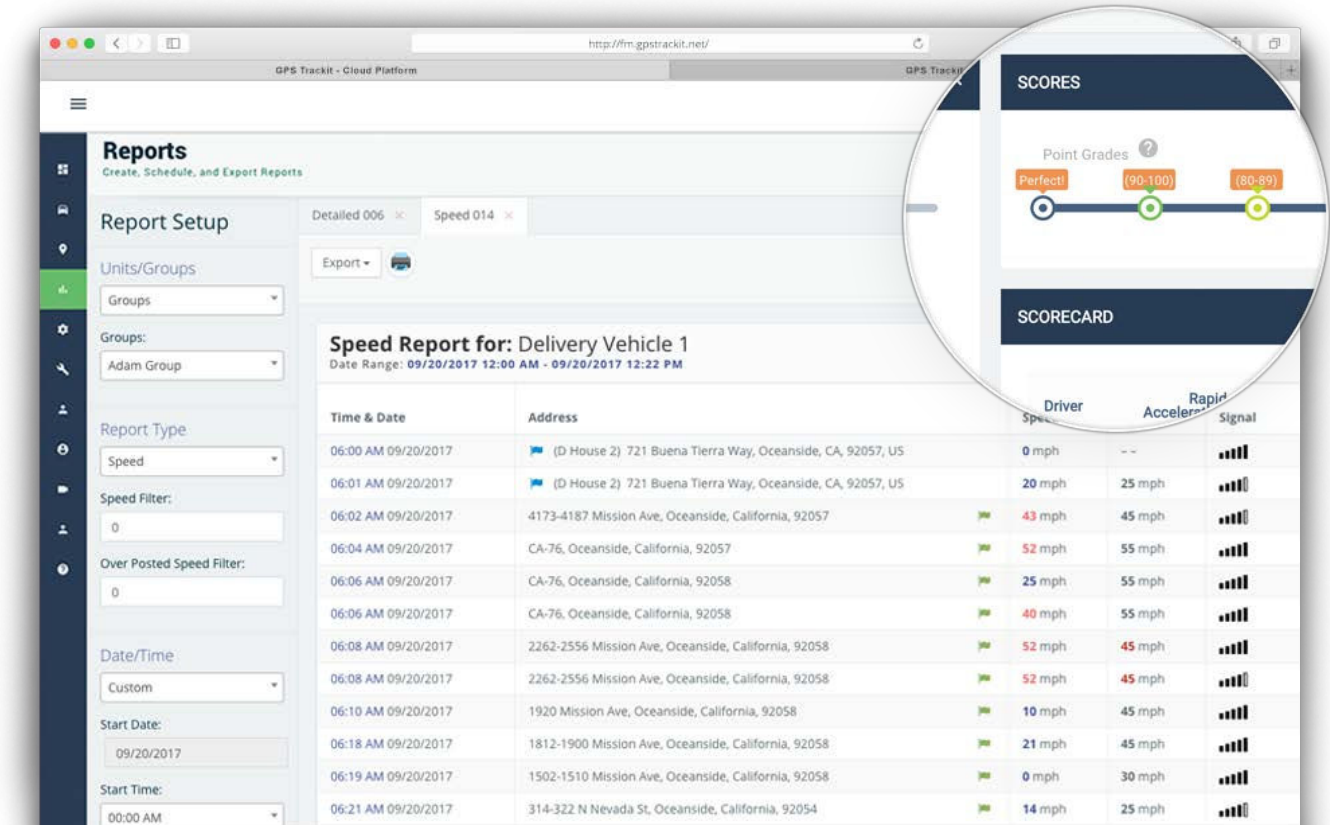 http://fm.gpstrackit.net/
GPS Trackit - Cloud Platform
GPS Trackit
Reports
Create, Schedule, and Export Reports
Report Setup
Units/Groups
Groups
Groups:
Adam Group
Report Type
Speed
Speed Filter:
0
Over Posted Speed Filter:
0
Date/Time
Custom
Start Date:
09/20/2017
Start Time:
00:00 AM
Detailed 006
Speed 014
Export
Speed Report for: Delivery Vehicle 1
Date Range: 09/20/2017 12:00 AM - 09/20/2017 12:22 PM
Time & Date Address Signal
06:00 AM 09/20/2017 (D House 2) 721 Buena Tierra Way, Oceanside, CA, 92057, US 0 mph --
06:01 AM 09/20/2017 (D House 2) 721 Buena Tierra Way, Oceanside, CA, 92057, US 20 mph 25 mph
06:02 AM 09/20/2017 4173-4187 Mission Ave, Oceanside, California, 92057 43 mph 45 mph
06:04 AM 09/20/2017 CA-76, Oceanside, California, 92057 52 mph 55 mph
06:06 AM 09/20/2017 CA-76, Oceanside, California, 92058 25 mph 55 mph
06:06 AM 09/20/2017 CA-76, Oceanside, California, 92058 40 mph 55 mph
06:08 AM 09/20/2017 2262-2556 Mission Ave, Oceanside, California, 92058 52 mph 45 mph
06:08 AM 09/20/2017 2262-2556 Mission Ave, Oceanside, California, 92058 52 mph 45 mph
06:10 AM 09/20/2017 1920 Mission Ave, Oceanside, California, 92058 10 mph 45 mph
06:18 AM 09/20/2017 1812-1900 Mission Ave, Oceanside, California, 92058 21 mph 45 mph
06:19 AM 09/20/2017 1502-1510 Mission Ave, Oceanside, California, 92058 0 mph 30 mph
06:21 AM 09/20/2017 314-322 N Nevada St, Oceanside, California, 92054 14 mph 25 mph
SCORES
Point Grades ?
Perfect! (90-100) (80-89)
SCORECARD
Driver
Rapid